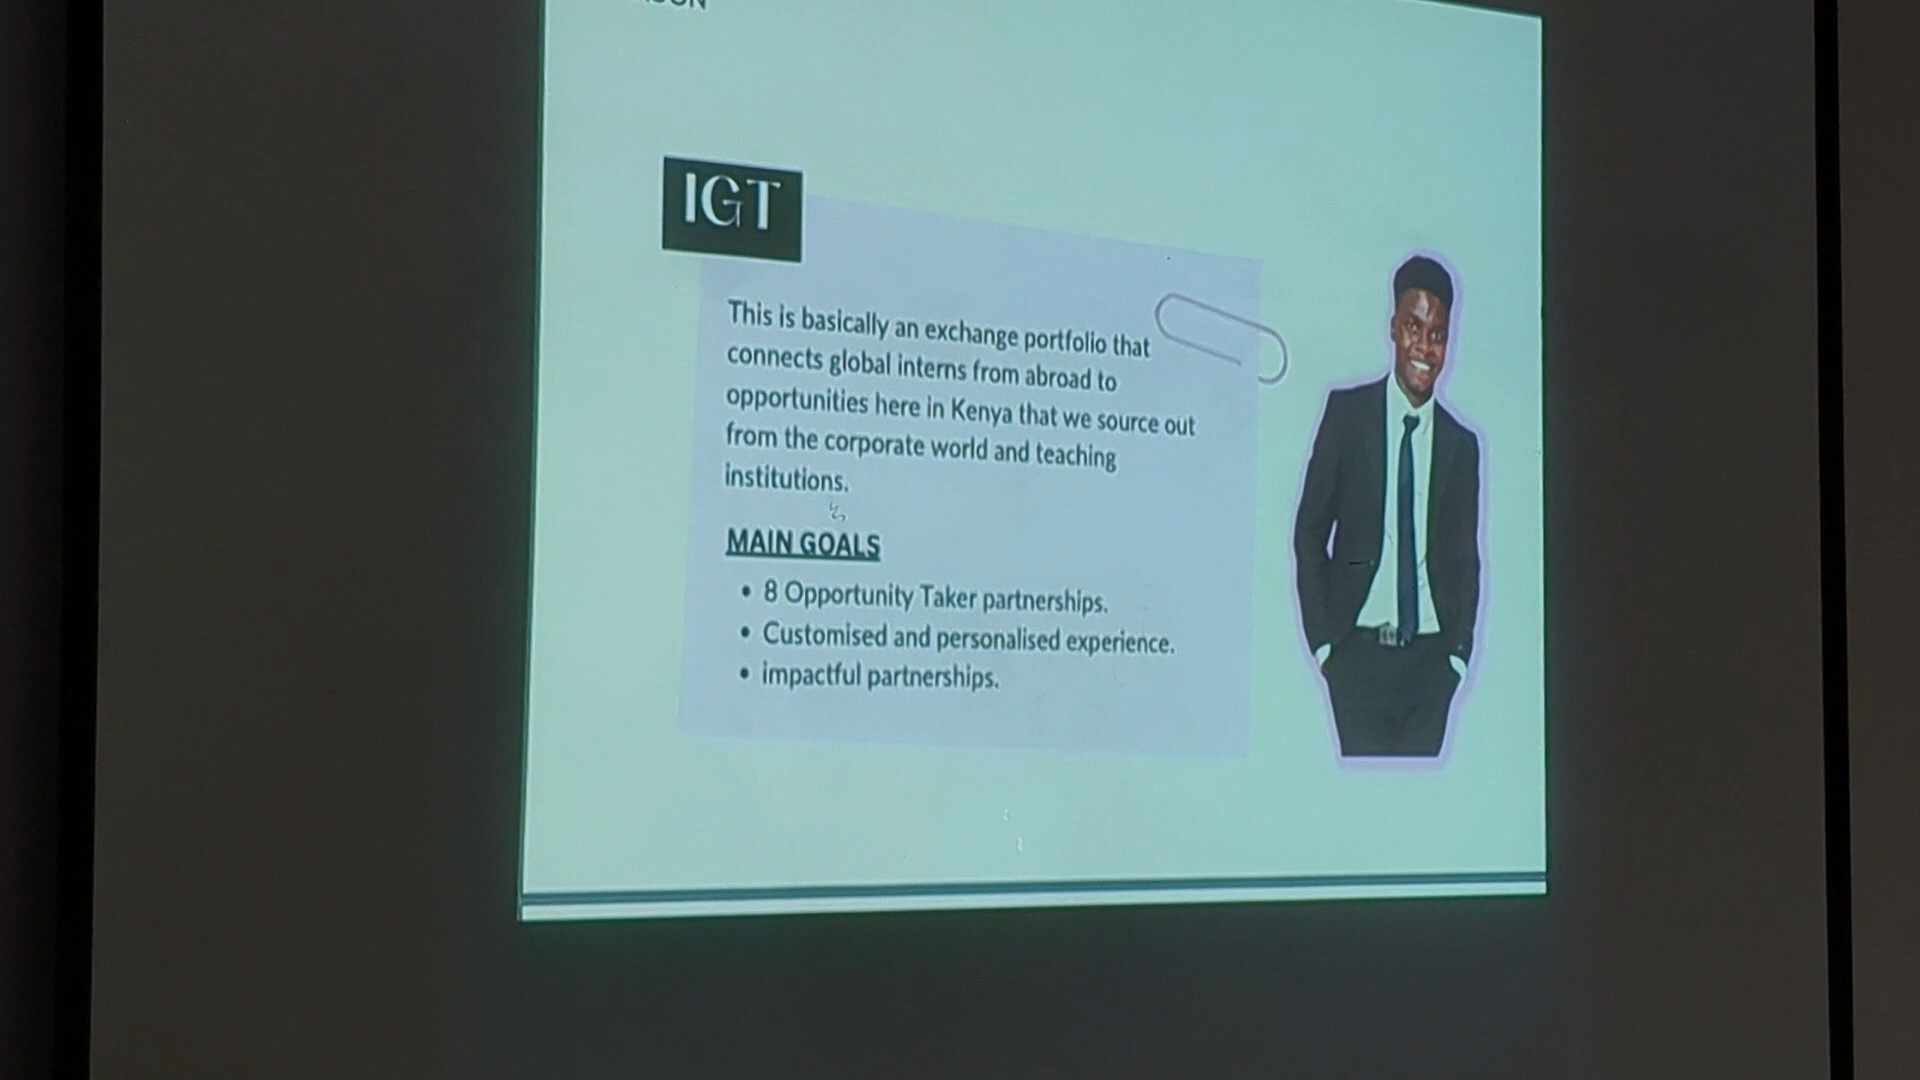 IGT
This is basically an exchange portfolio that
connects global interns from abroad to
opportunities here in Kenya that we source out
from the corporate world and teaching
institutions.
MAIN GOALS
• 8 Opportunity Taker partnerships.
• Customised and personalised experience.
• impactful partnerships.